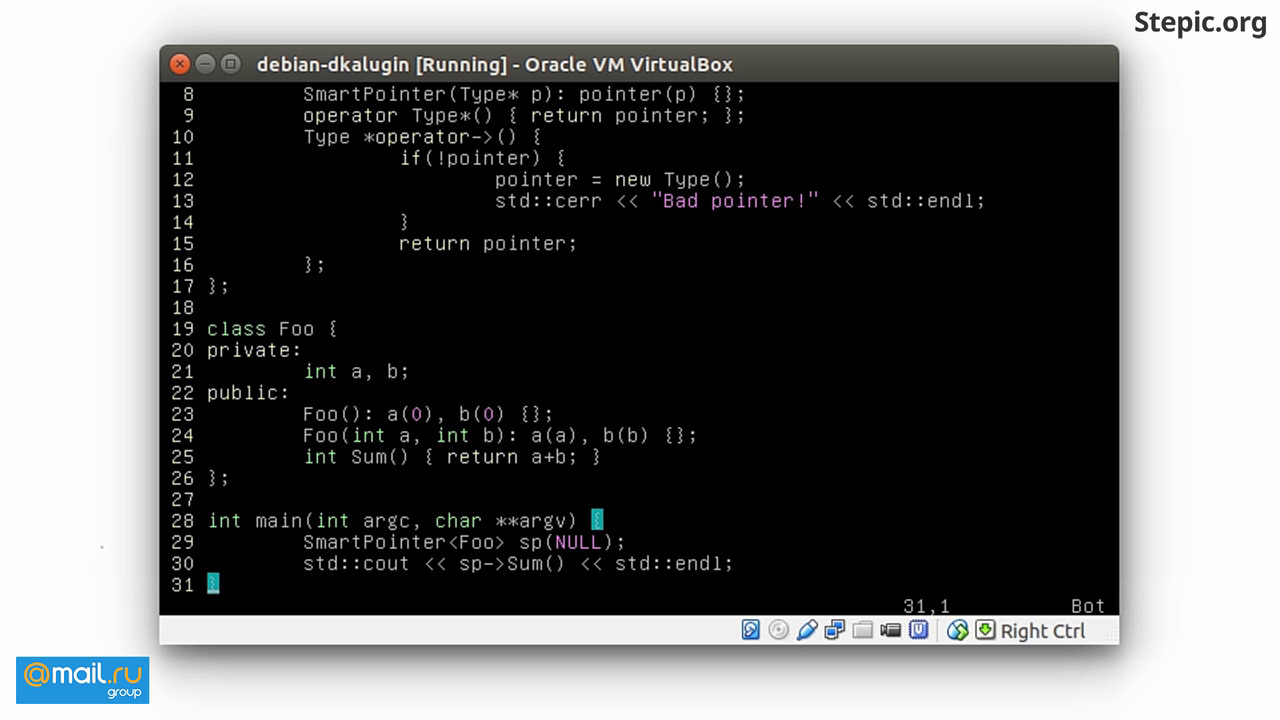 Stepic.org
debian-dkalugin [Running] - Oracle VM VirtualBox
8 SmartPointer(Type* p): pointer(p) {};
9 operator Type*() { return pointer; };
10 Type *operator->() {
11 if(!pointer) {
12 pointer = new Type();
13 std::cerr << "Bad pointer!" << std::endl;
14 }
15 return pointer;
16 };
17 };
18
19 class Foo {
20 private:
21 int a, b;
22 public:
23 Foo(): a(0), b(0) {};
24 Foo(int a, int b): a(a), b(b) {};
25 int Sum() { return a+b; }
26 };
27
28 int main(int argc, char **argv) {
29 SmartPointer<Foo> sp(NULL);
30 std::cout << sp->Sum() << std::endl;
31 }
31,1 Bot
Right Ctrl
@mail.ru
group